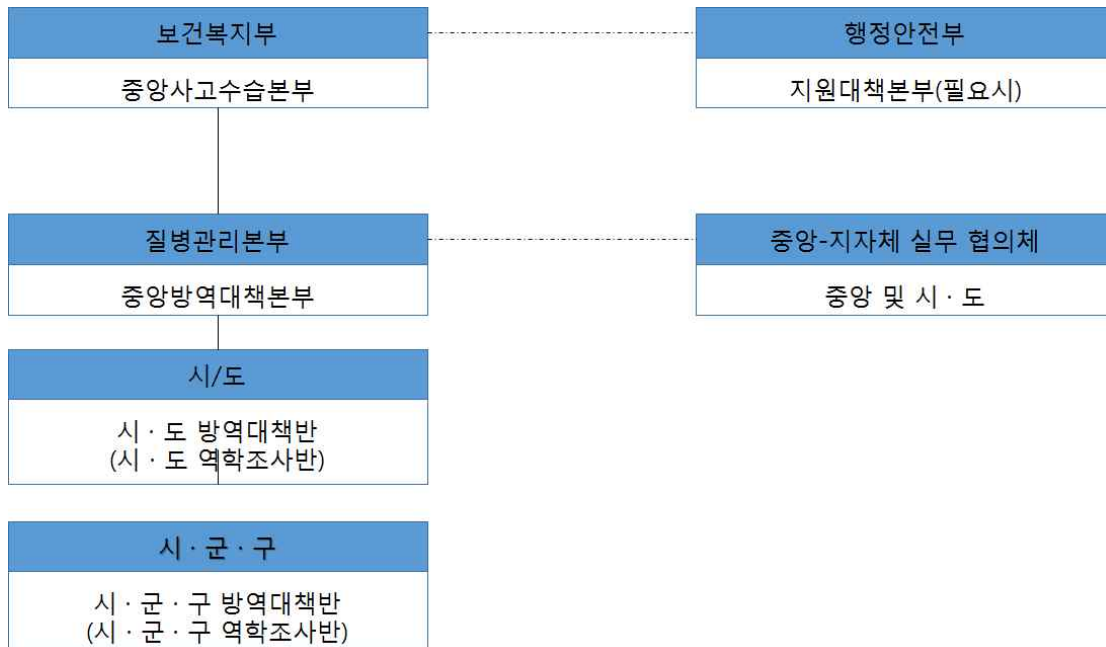 보건복지부
행정안전부
중앙사고수습본부
지원대책본부(필요시)
질병관리본부
중앙-지자체 실무 협의체
중앙방역대책본부
중앙 및 시 · 도
시/도
시 · 도 방역대책반
(시 · 도 역학조사반)
시 · 군 · 구
시 · 군 · 구 방역대책반
(시 · 군 · 구 역학조사반)